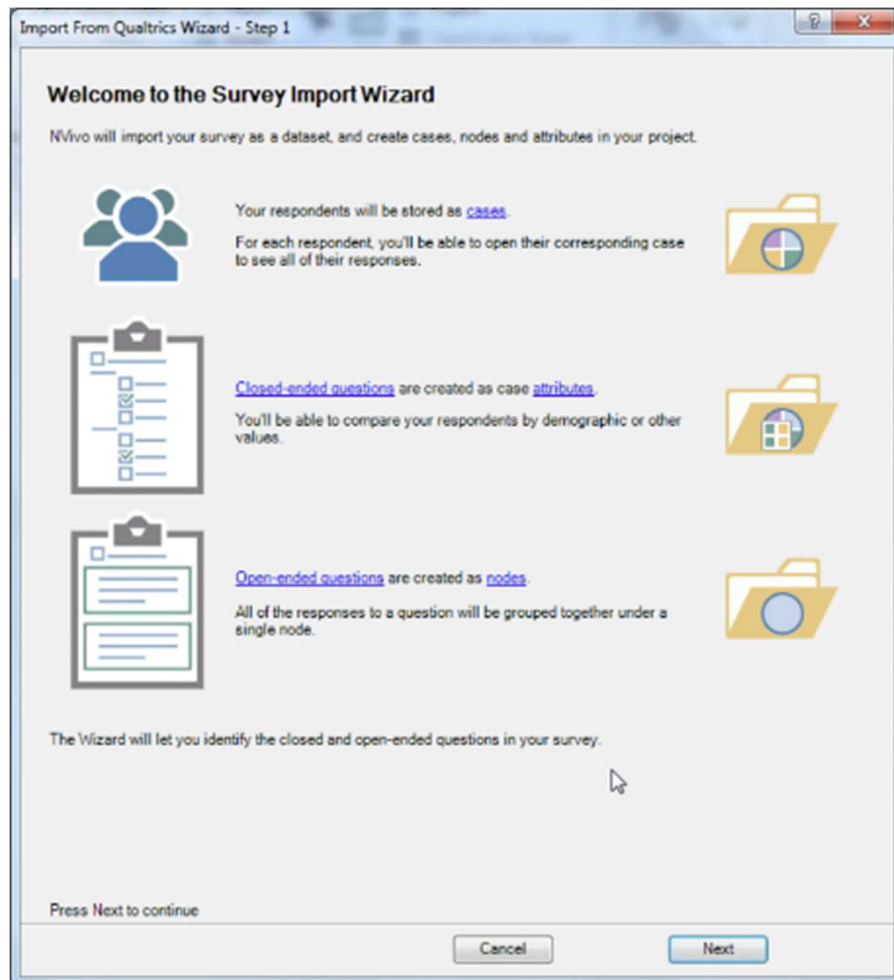 Import From Qualtrics Wizard - Step 1
?
Welcome to the Survey Import Wizard
NVivo will import your survey as a dataset, and create cases, nodes and attributes in your project.
Your respondents will be stored as cases.
For each respondent, you'll be able to open their corresponding case
to see all of their responses.
Closed-ended questions are created as case attributes.
You'll be able to compare your respondents by demographic or other
values.
Open-ended questions are created as nodes.
All of the responses to a question will be grouped together under a
single node.
The Wizard will let you identify the closed and open-ended questions in your survey.
Press Next to continue
Cancel
Next